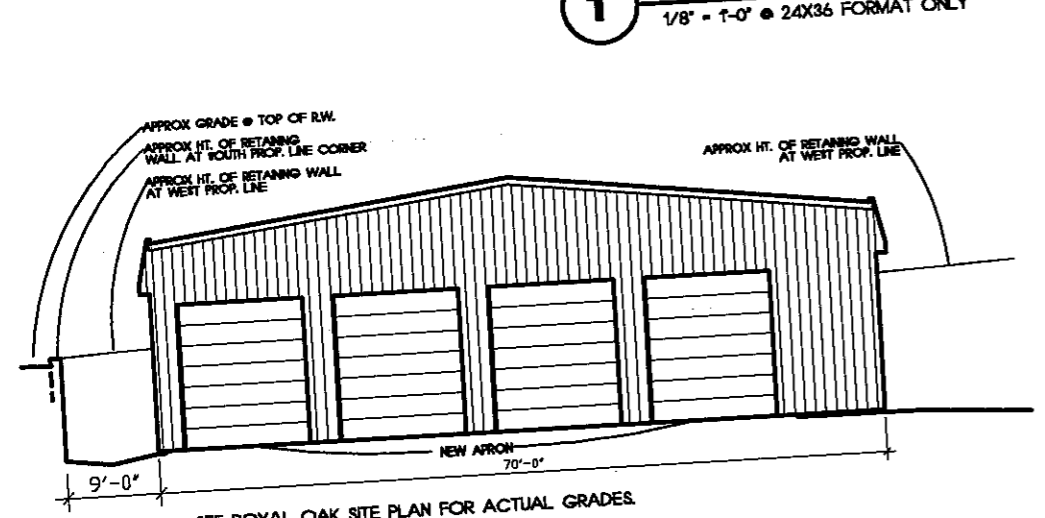 1
1/8" = 1'-0" @ 24X36 FORMAT ONLY
APPROX GRADE @ TOP OF R.W.
APPROX HT. OF RETAINING
WALL AT SOUTH PROP. LINE CORNER
APPROX HT. OF RETAINING WALL
AT WEST PROP. LINE
APPROX HT. OF RETAINING WALL
AT WEST PROP. LINE
NEW APRON
70'-0"
9'-0"
ROYAL OAK SITE PLAN FOR ACTUAL GRADES.